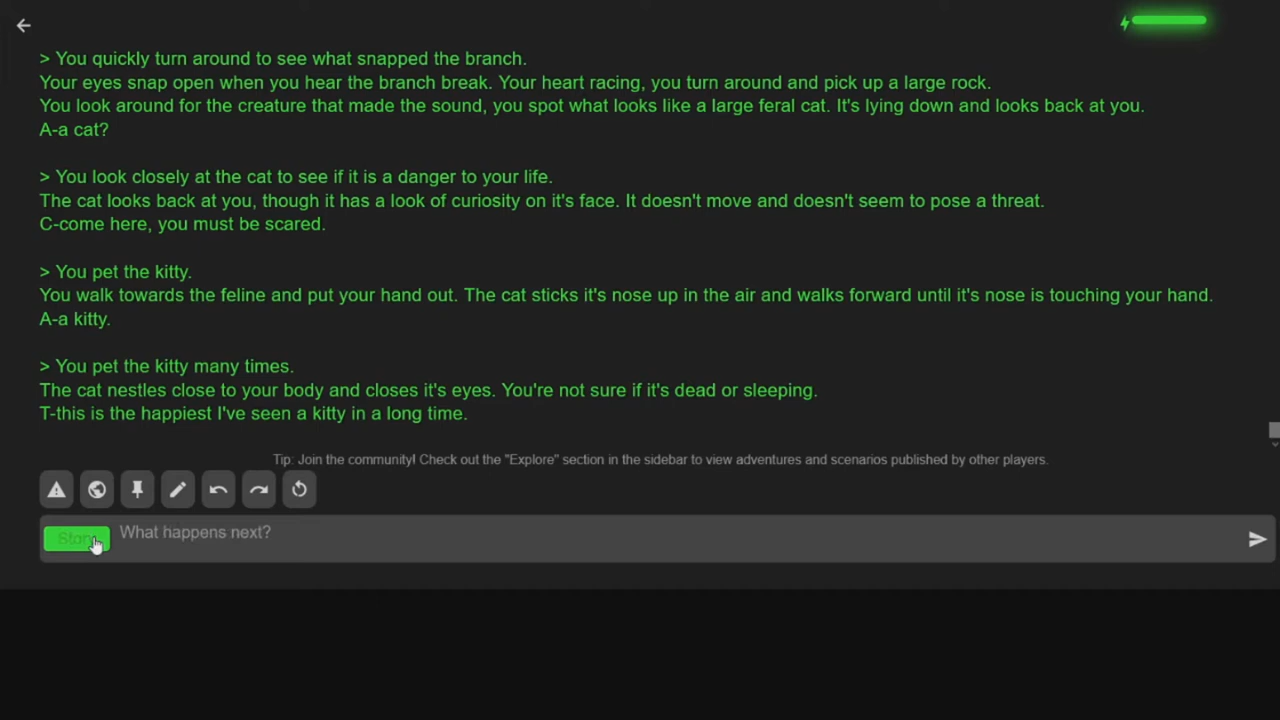 > You quickly turn around to see what snapped the branch.
Your eyes snap open when you hear the branch break. Your heart racing, you turn around and pick up a large rock.
You look around for the creature that made the sound, you spot what looks like a large feral cat. It's lying down and looks back at you.
A-a cat?
> You look closely at the cat to see if it is a danger to your life.
The cat looks back at you, though it has a look of curiosity on it's face. It doesn't move and doesn't seem to pose a threat.
C-come here, you must be scared.
> You pet the kitty.
You walk towards the feline and put your hand out. The cat sticks it's nose up in the air and walks forward until it's nose is touching your hand.
A-a kitty.
> You pet the kitty many times.
The cat nestles close to your body and closes it's eyes. You're not sure if it's dead or sleeping.
T-this is the happiest I've seen a kitty in a long time.
Tip: Join the community! Check out the "Explore" section in the sidebar to view adventures and scenarios published by other players.
What happens next?